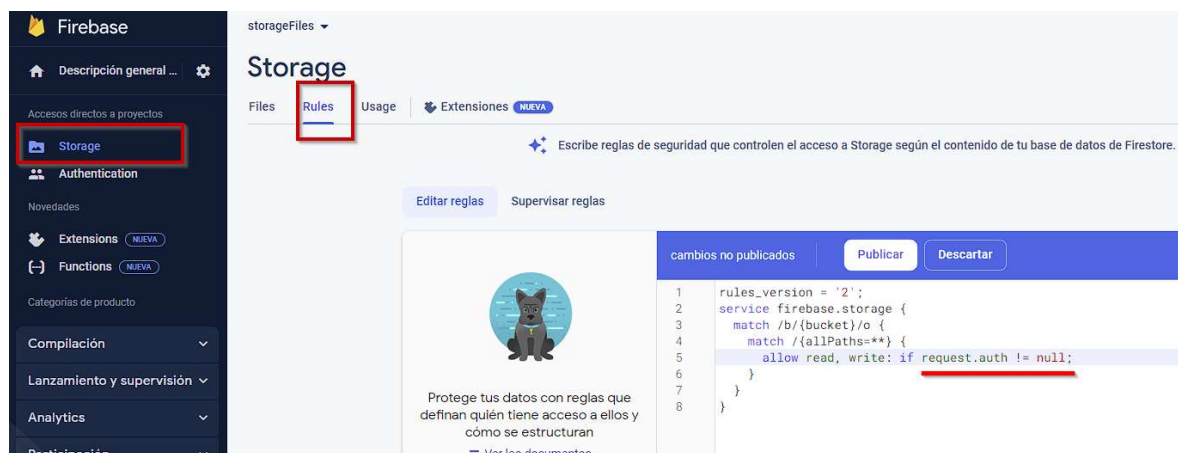 Firebase
Descripción general ...
Accesos directos a proyectos
Storage
Authentication
Novedades
Extensions NUEVA
Functions NUEVA
Categorías de producto
Compilación
Lanzamiento y supervisión
Analytics
storageFiles
Storage
Files Rules Usage Extensiones NUEVA
Escribe reglas de seguridad que controlen el acceso a Storage según el contenido de tu base de datos de Firestore.
Editar reglas Supervisar reglas
Protege tus datos con reglas que
definan quién tiene acceso a ellos y
cómo se estructuran
cambios no publicados Publicar Descartar
1 rules_version = '2';
2 service firebase.storage {
3 match /b/{bucket}/o {
4 match /{allPaths=**} {
5 allow read, write: if request.auth != null;
6 }
7 }
8 }